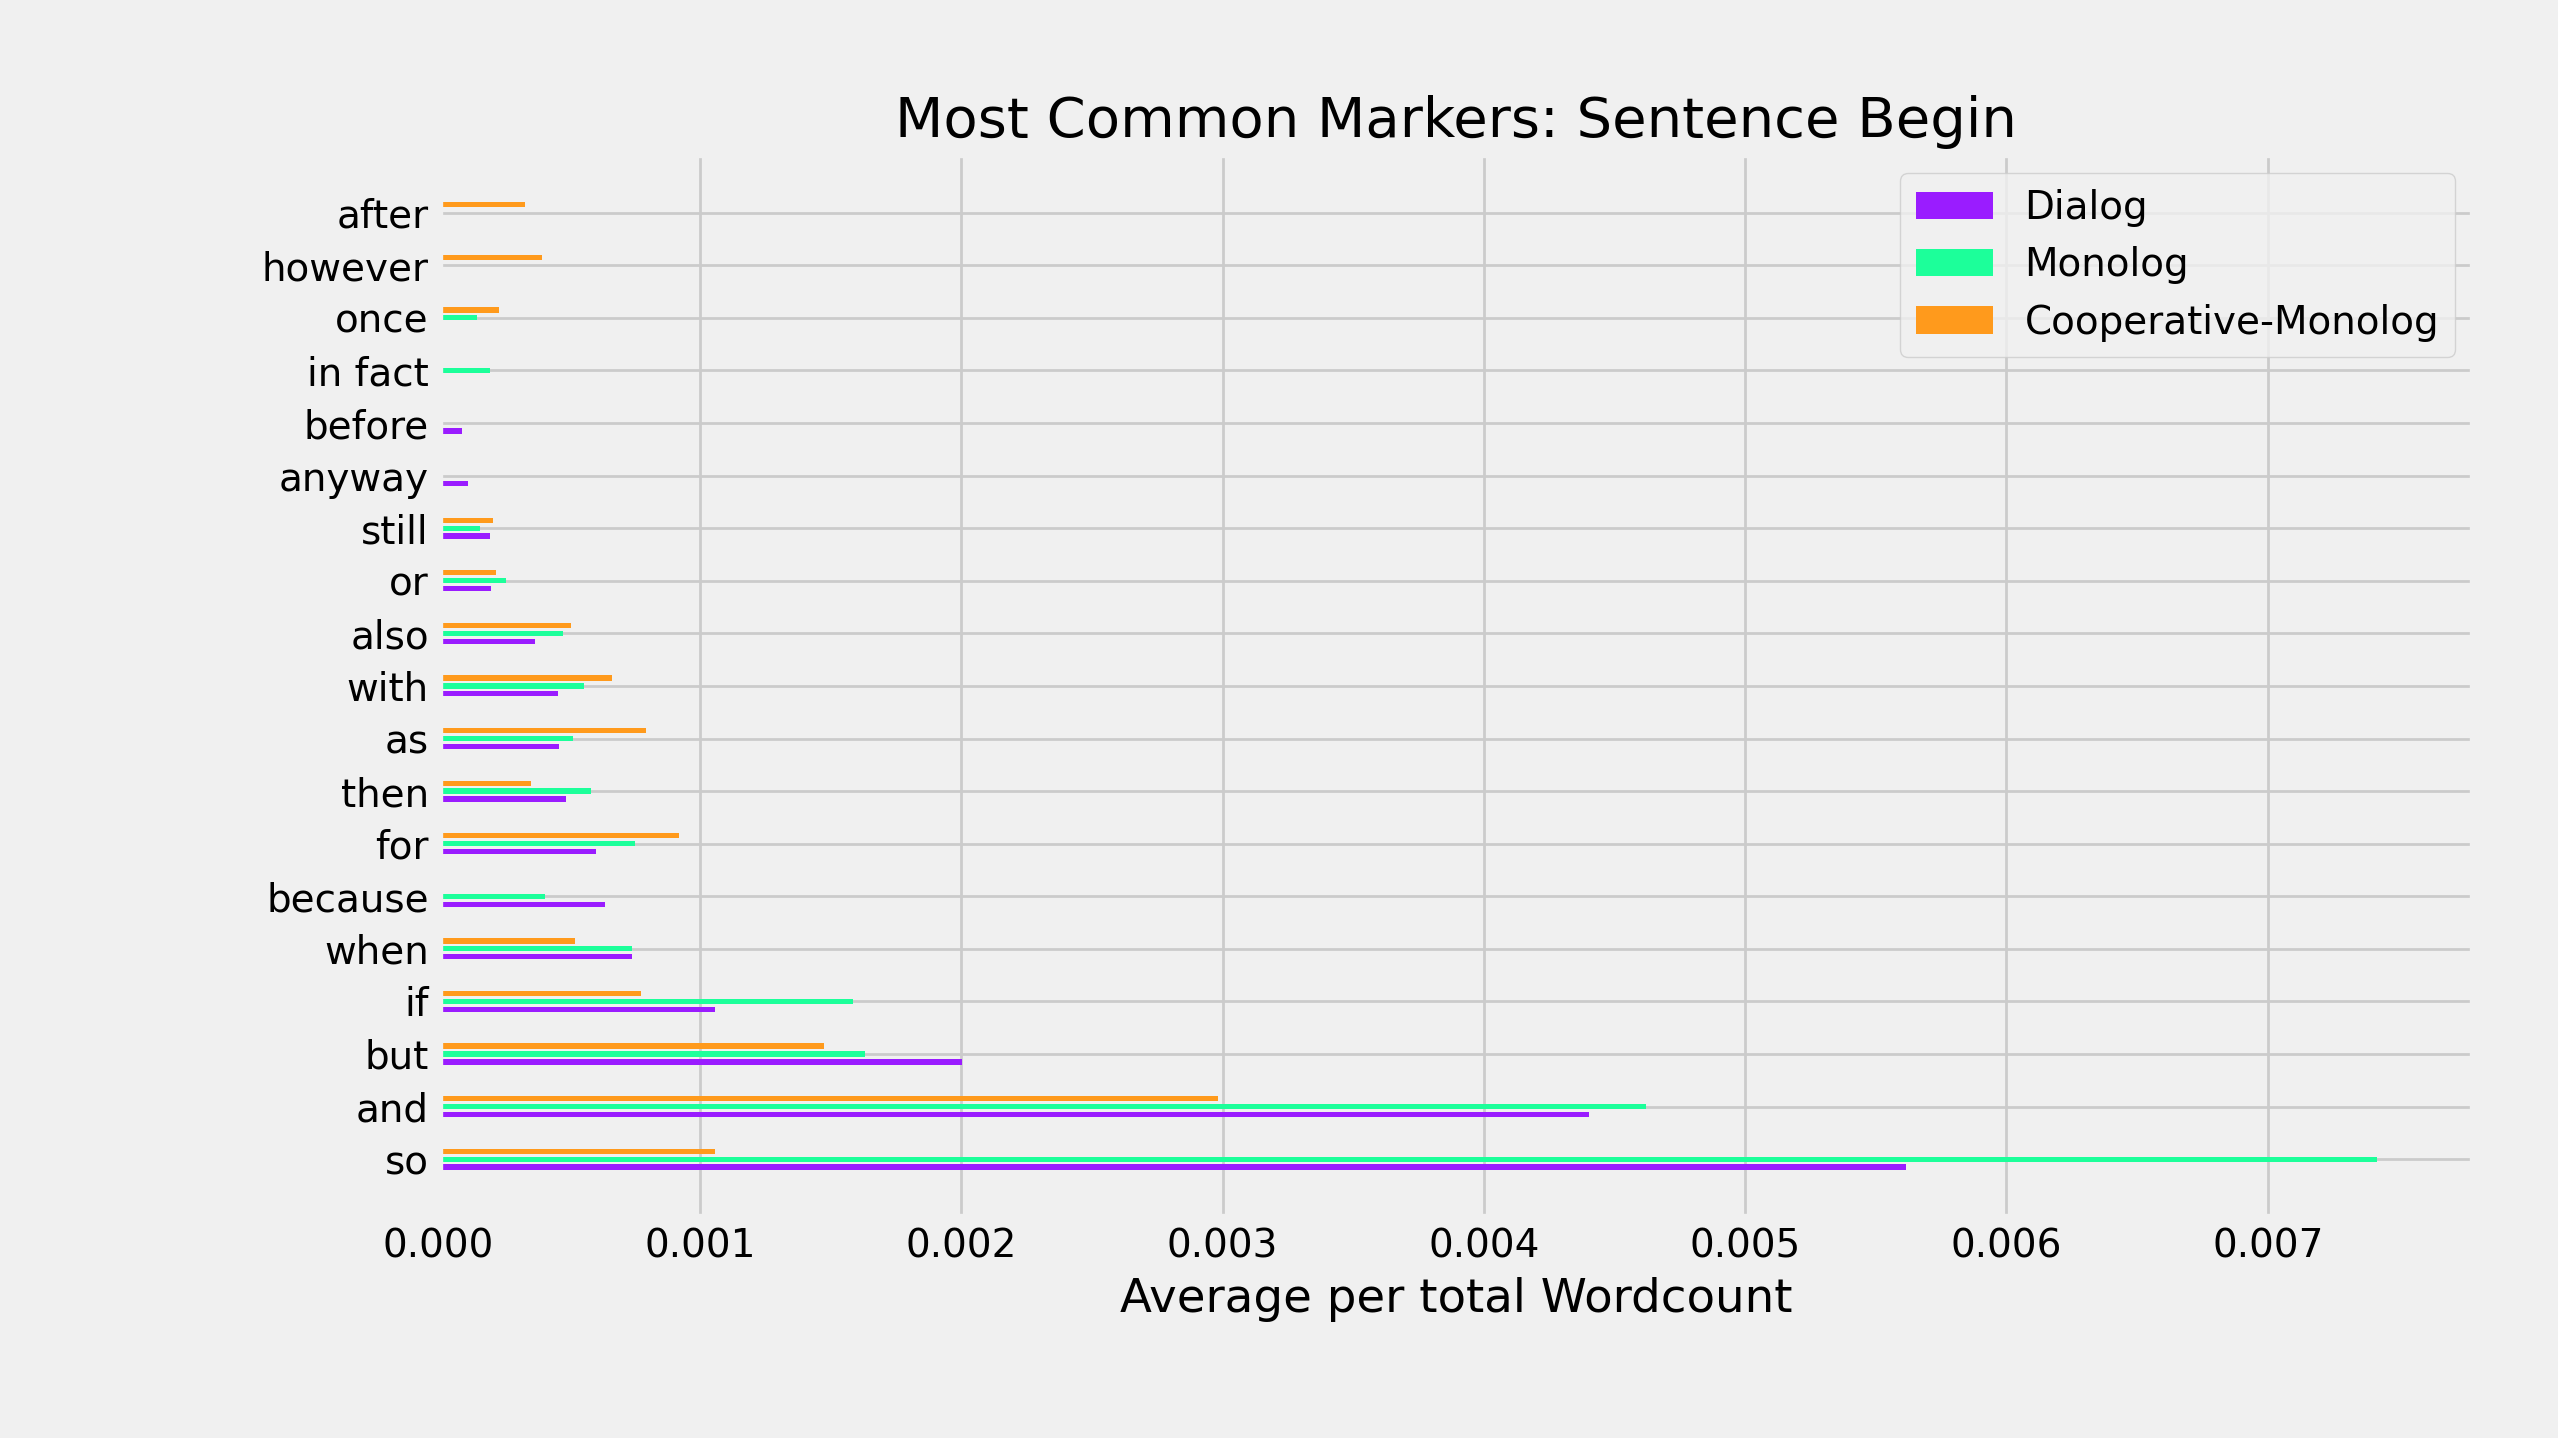 Most Common Markers: Sentence Begin
Dialog
Monolog
Cooperative-Monolog
after
however
once
in fact
before
anyway
still
or
also
with
as
then
for
because
when
if
but
and
so
0.000 0.001 0.002 0.003 0.004 0.005 0.006 0.007
Average per total Wordcount